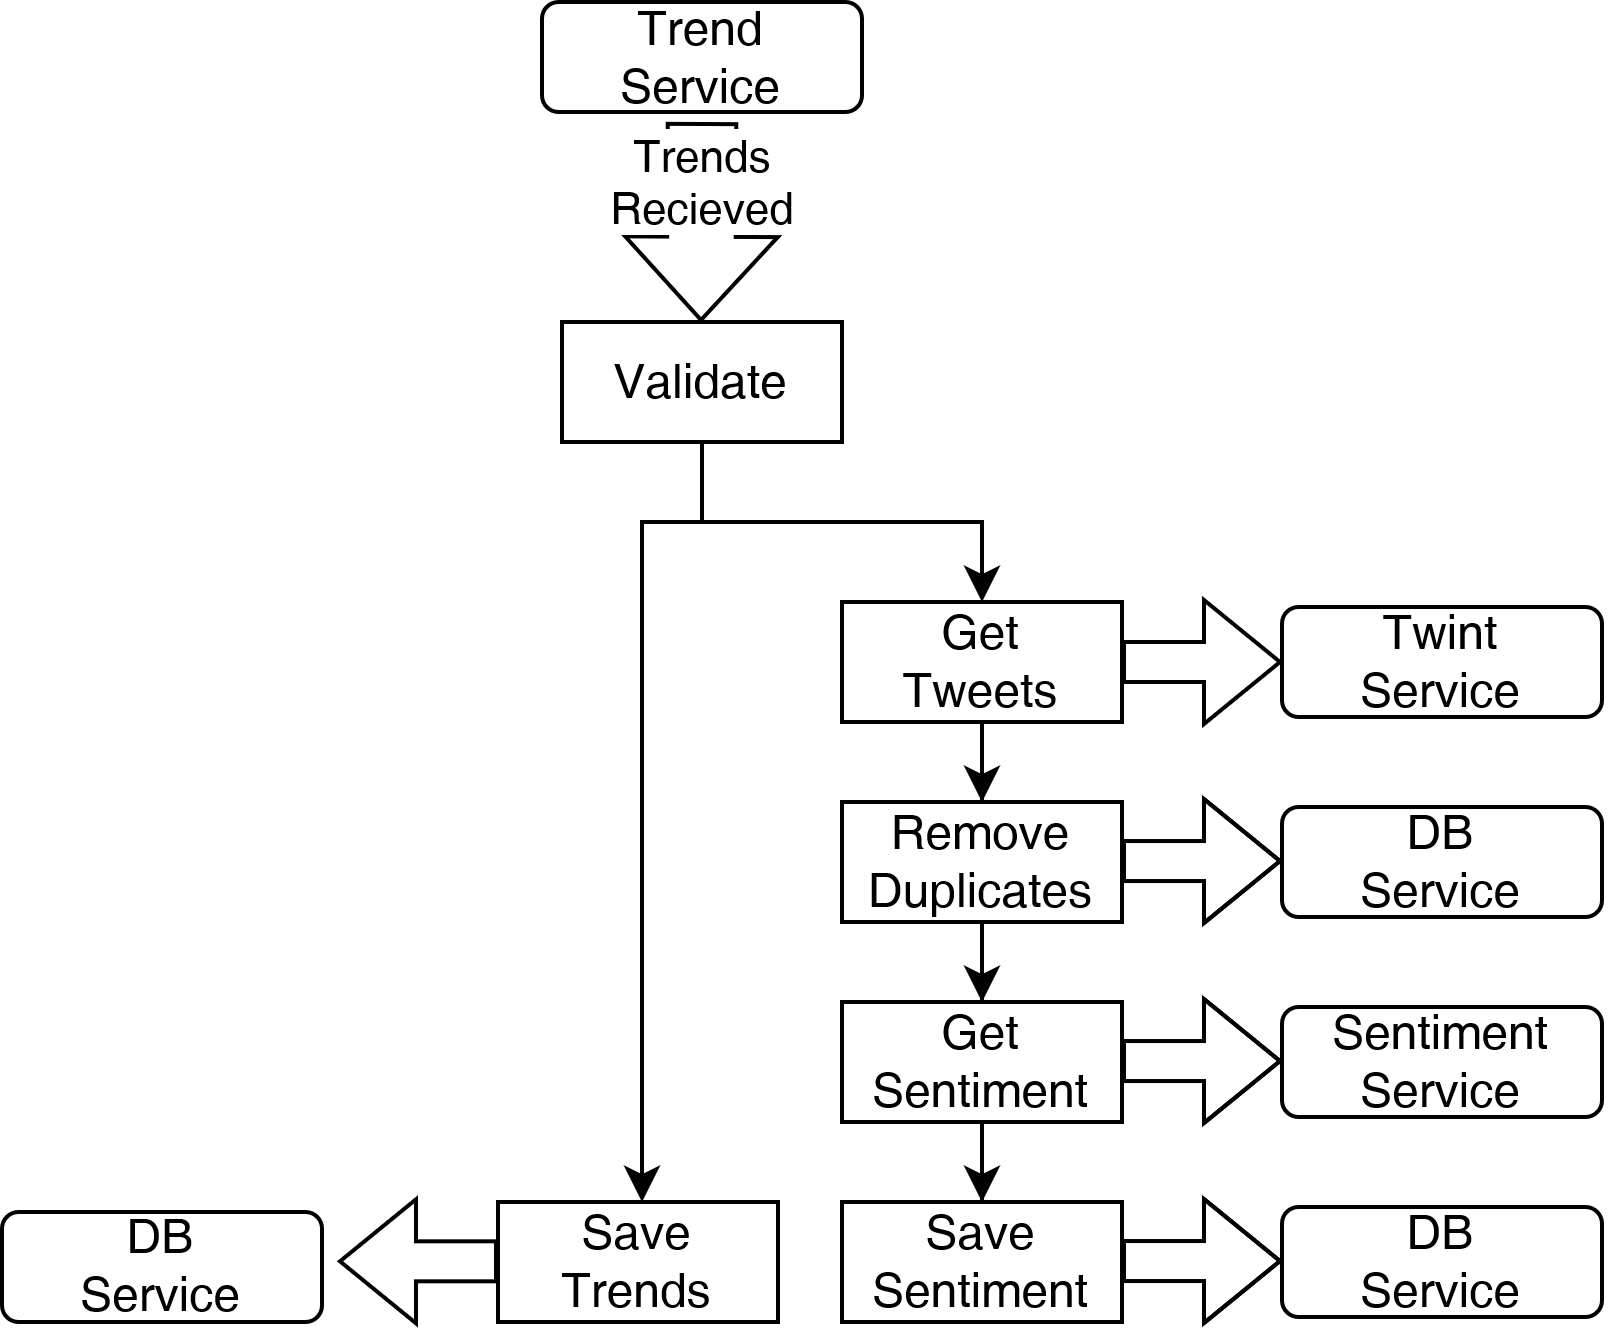 Trend
Service
Trends
Recieved
Validate
Get
Tweets
Twint
Service
Remove
Duplicates
DB
Service
Get
Sentiment
Sentiment
Service
DB
Service
Save
Trends
Save
Sentiment
DB
Service